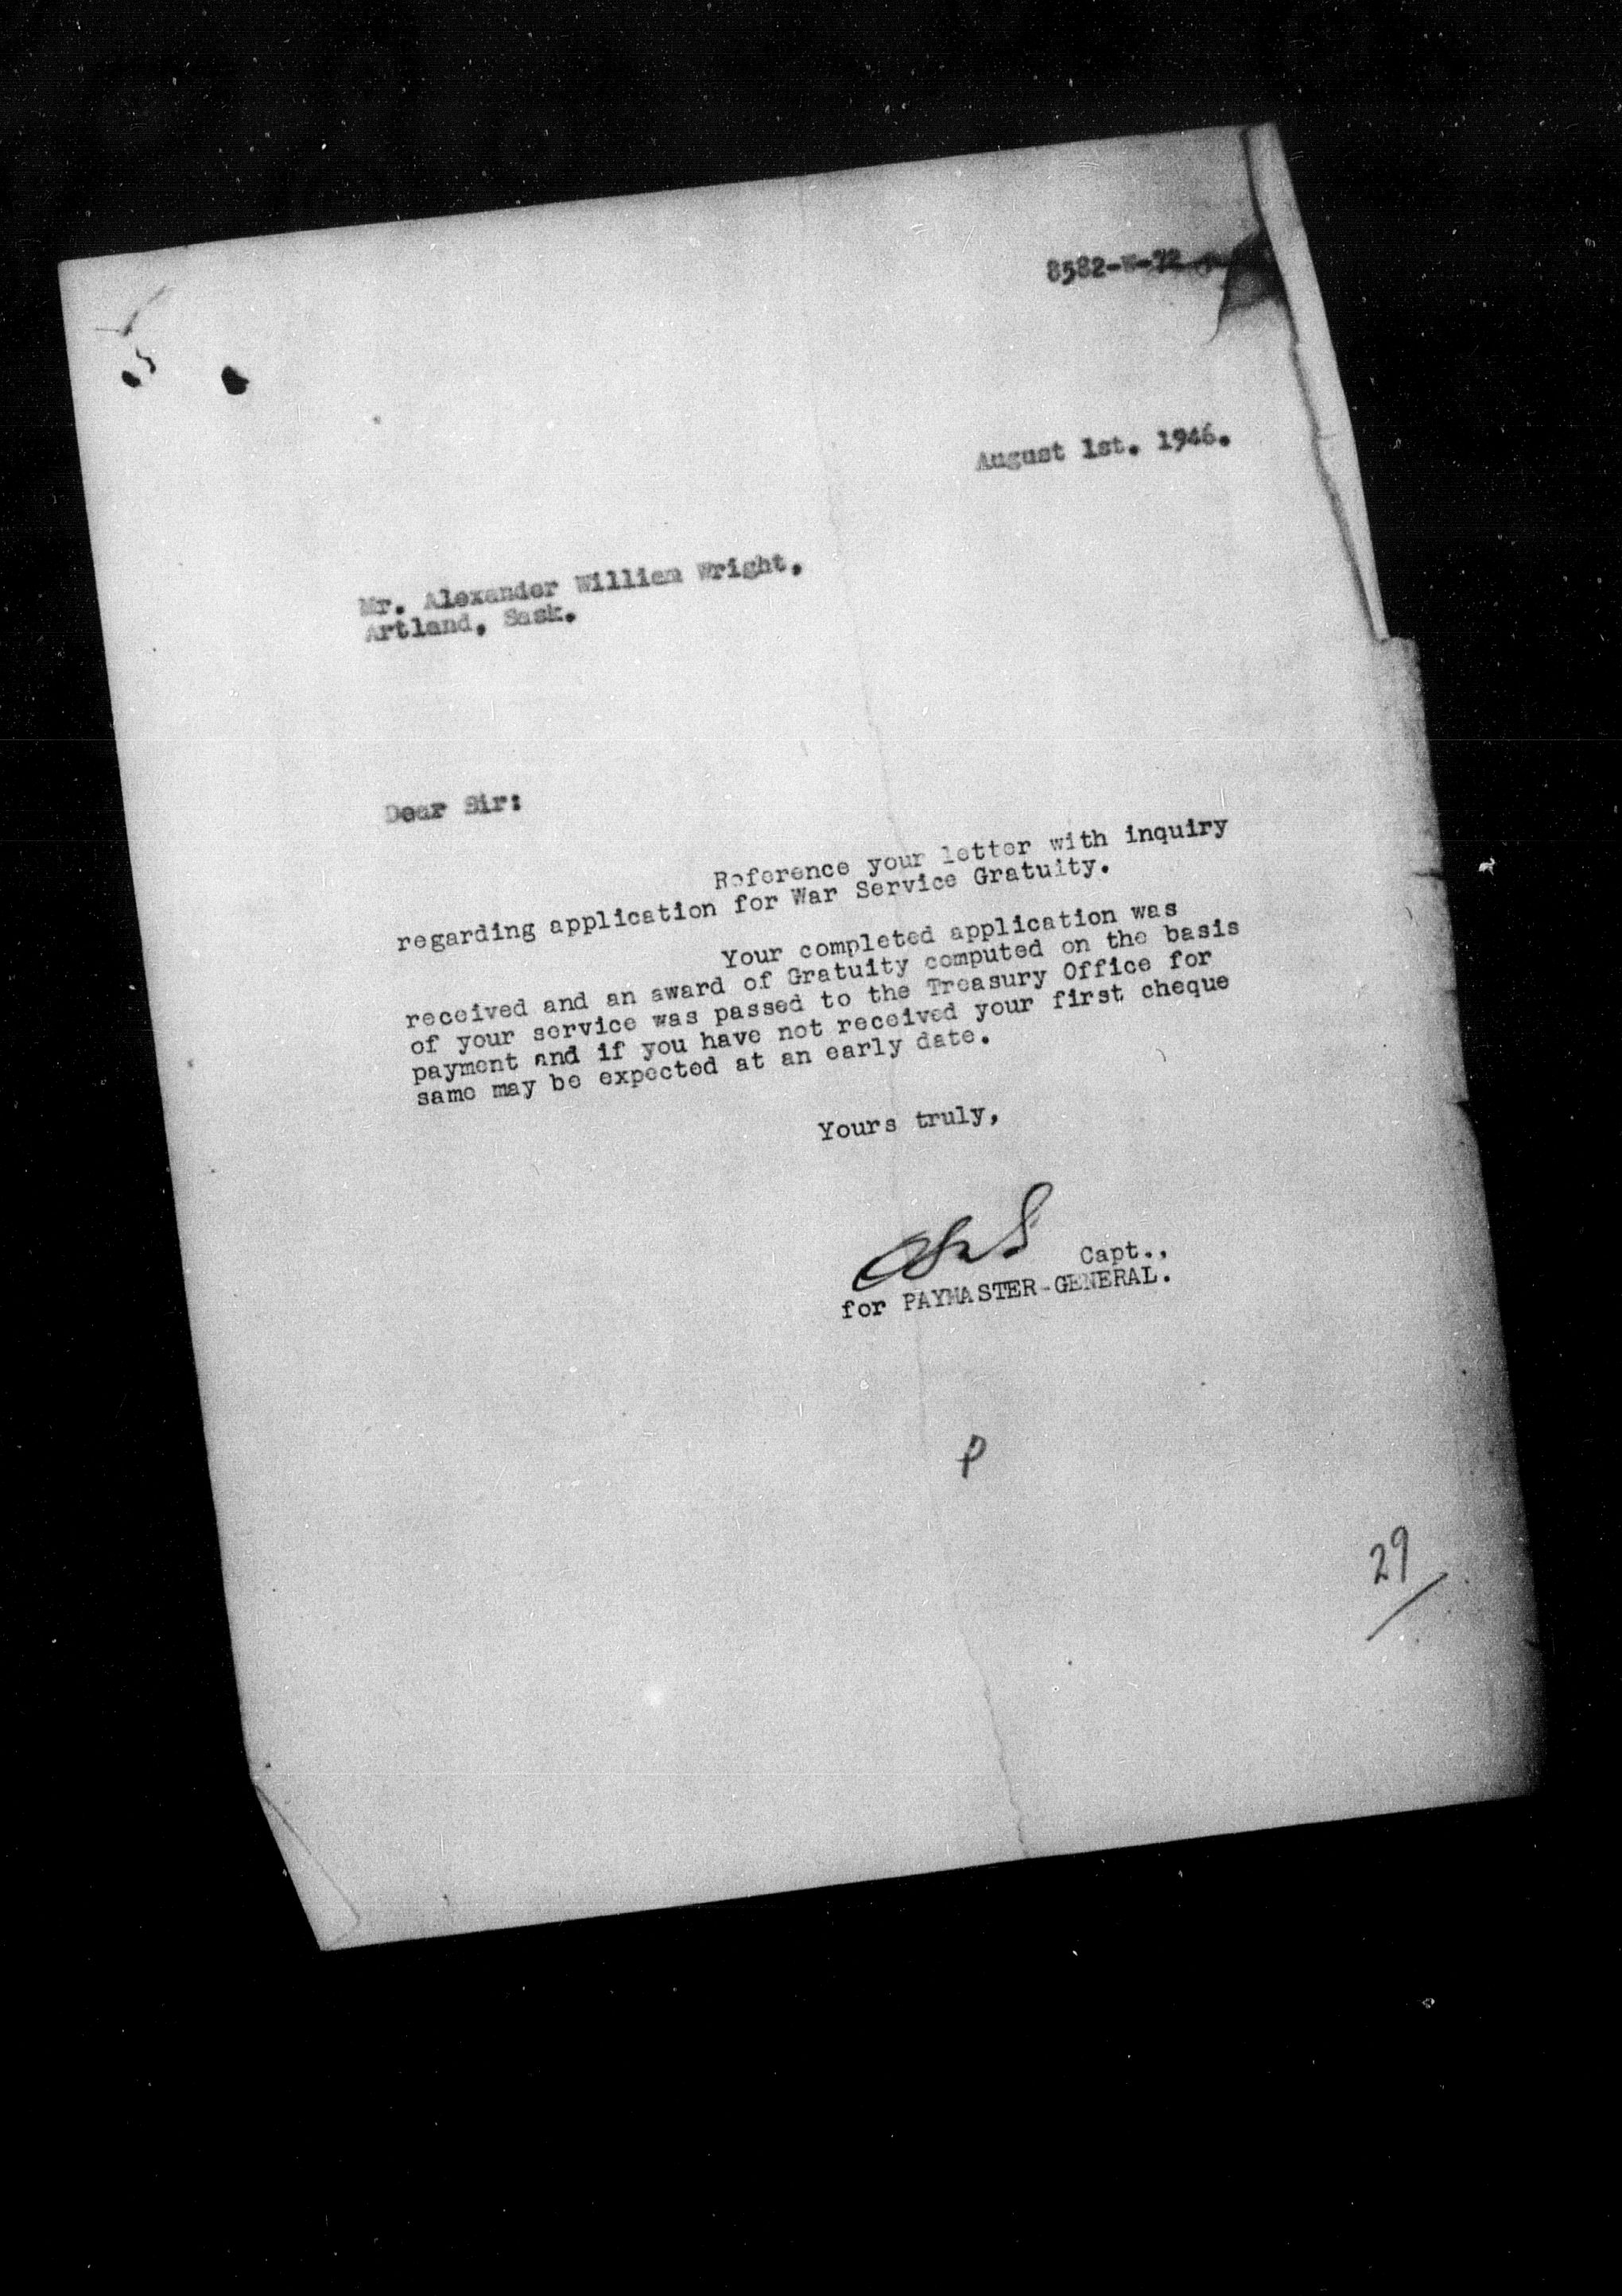 8582-W-72
August 1st. 1946.
Mr. Alexander William Wright,
Artland, Sask.
Dear Sir:
Reference your letter with inquiry
regarding application for War Service Gratuity.
Your completed application was
received and an award of Gratuity computed on the basis
of your service was passed to the Treasury Office for
payment and if you have not received your first cheque
same may be expected at an early date.
Yours truly,
Capt.,
for PAYMASTER-GENERAL.
P
29